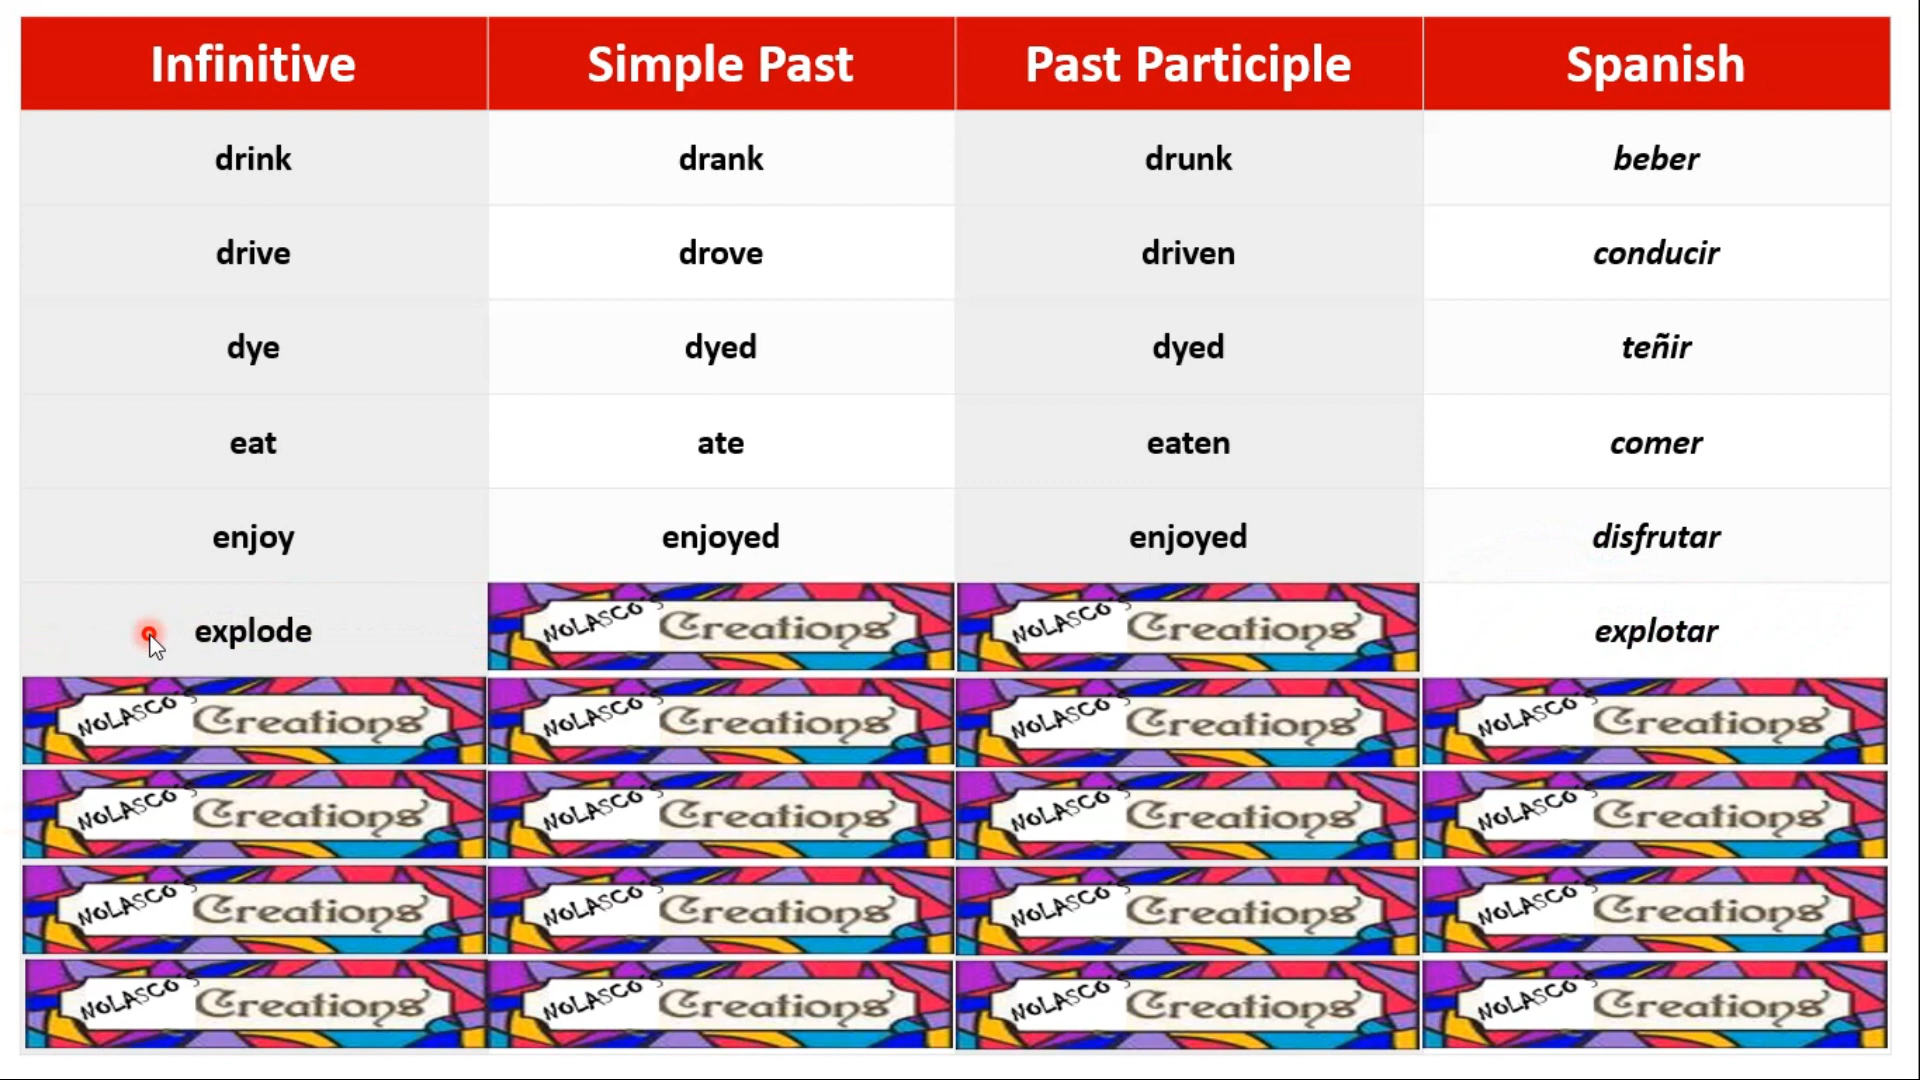 Infinitive Simple Past Past Participle Spanish
drink drank drunk beber
drive drove driven conducir
dye dyed dyed teñir
eat ate eaten comer
enjoy enjoyed enjoyed disfrutar
explode NOLASCO´S Creations NOLASCO´S Creations explotar
NOLASCO´S Creations NOLASCO´S Creations NOLASCO´S Creations NOLASCO´S Creations
NOLASCO´S Creations NOLASCO´S Creations NOLASCO´S Creations NOLASCO´S Creations
NOLASCO´S Creations NOLASCO´S Creations NOLASCO´S Creations NOLASCO´S Creations
NOLASCO´S Creations NOLASCO´S Creations NOLASCO´S Creations NOLASCO´S Creations